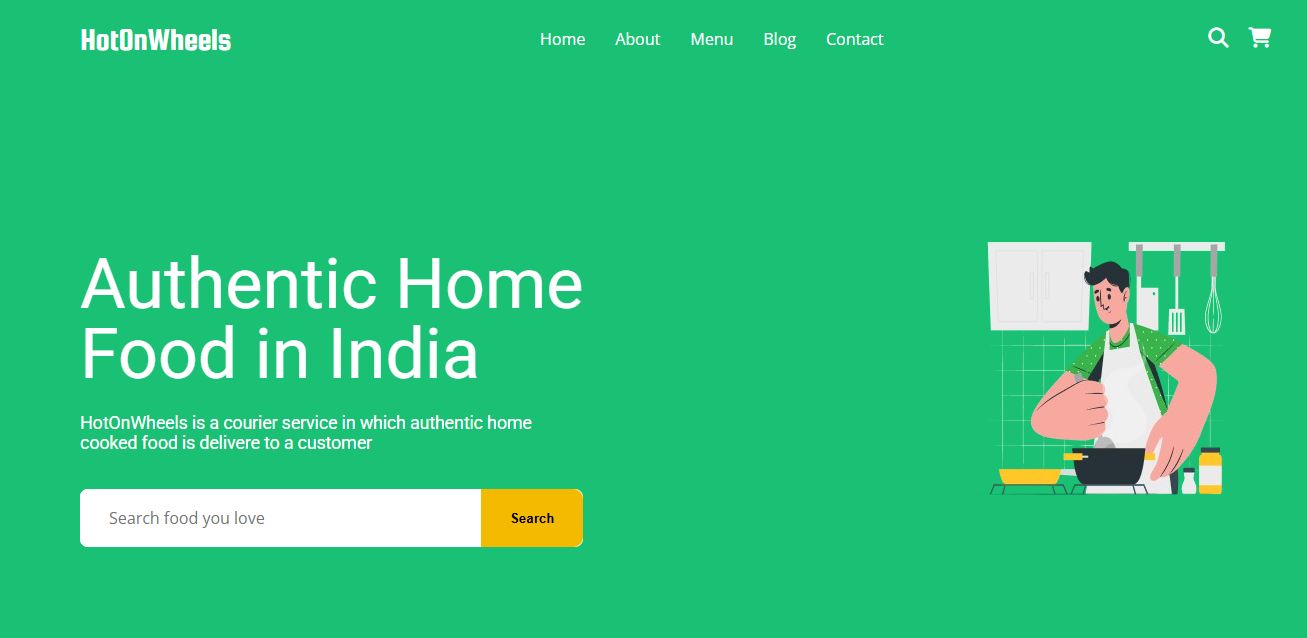 HotOnWheels
Home About Menu Blog Contact
Authentic Home
Food in India
HotOnWheels is a courier service in which authentic home
cooked food is delivere to a customer
Search food you love
Search